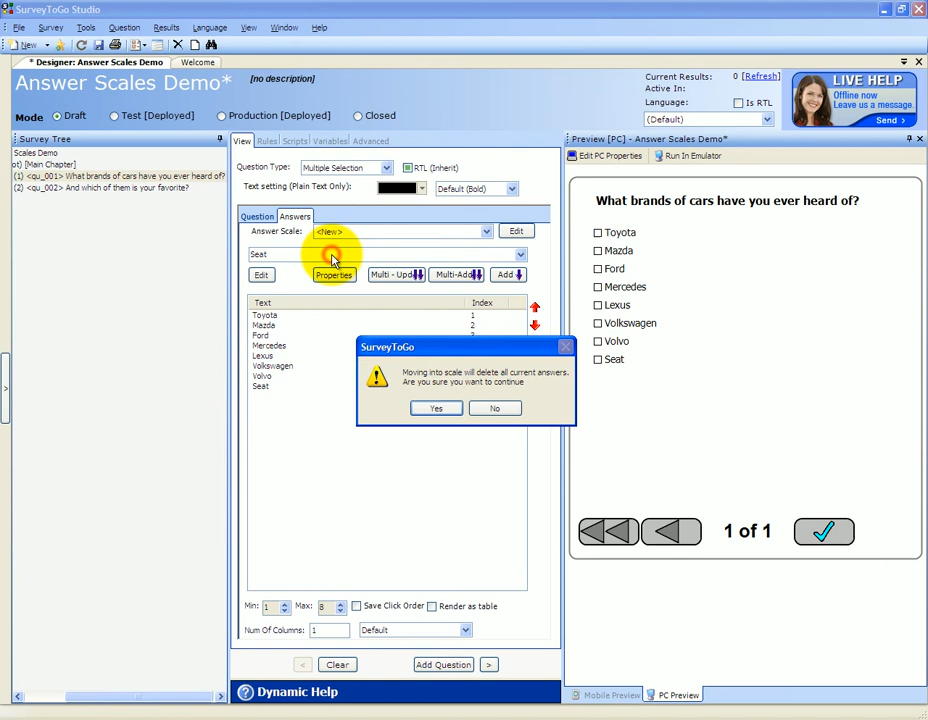 SurveyToGo Studio
File Survey Tools Question Results Language View Window Help
New
* Designer: Answer Scales Demo* Welcome
Answer Scales Demo* [no description]
Current Results: 0 [Refresh]
Active In:
Language: Is RTL
(Default)
LIVE HELP
Offline now
Leave us a message.
Send >
Mode Draft Test [Deployed] Production [Deployed] Closed
Survey Tree
Scales Demo
ot) [Main Chapter]
(1) <qu_001> What brands of cars have you ever heard of?
(2) <qu_002> And which of them is your favorite?
View Rules Scripts Variables Advanced
Question Type: Multiple Selection RTL (Inherit)
Text setting (Plain Text Only): Default (Bold)
Question Answers
Answer Scale: <New> Edit
Seat
Edit Properties Multi - Upd Multi-Add Add
Text Index
Toyota 1
Mazda 2
Ford
Mercedes
Lexus
Volkswagen
Volvo
Seat
SurveyToGo
Moving into scale will delete all current answers.
Are you sure you want to continue
Yes No
Min: 1 Max: 8 Save Click Order Render as table
Num Of Columns: 1 Default
< Clear Add Question >
Dynamic Help
Preview [PC] - Answer Scales Demo*
Edit PC Properties Run In Emulator
What brands of cars have you ever heard of?
Toyota
Mazda
Ford
Mercedes
Lexus
Volkswagen
Volvo
Seat
1 of 1
Mobile Preview PC Preview